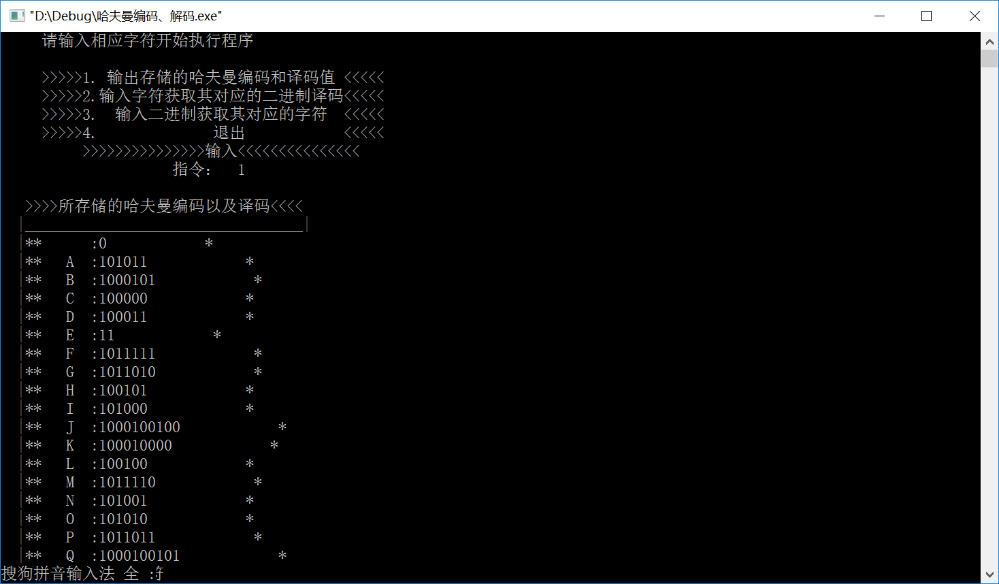 "D:\Debug\哈夫曼编码、解码.exe"
请输入相应字符开始执行程序
>>>>>1. 输出存储的哈夫曼编码和译码值 <<<<<
>>>>>2.输入字符获取其对应的二进制译码<<<<<
>>>>>3. 输入二进制获取其对应的字符 <<<<<
>>>>>4. 退出 <<<<<
>>>>>>>>>>>>>>>输入<<<<<<<<<<<<<<<
指令： 1
>>>>所存储的哈夫曼编码以及译码<<<<
|__________________________________|
|** :0 *
|** A :101011 *
|** B :1000101 *
|** C :100000 *
|** D :100011 *
|** E :11 *
|** F :1011111 *
|** G :1011010 *
|** H :100101 *
|** I :101000 *
|** J :1000100100 *
|** K :100010000 *
|** L :100100 *
|** M :1011110 *
|** N :101001 *
|** O :101010 *
|** P :1011011 *
|** Q :1000100101 *
搜狗拼音输入法 全 :